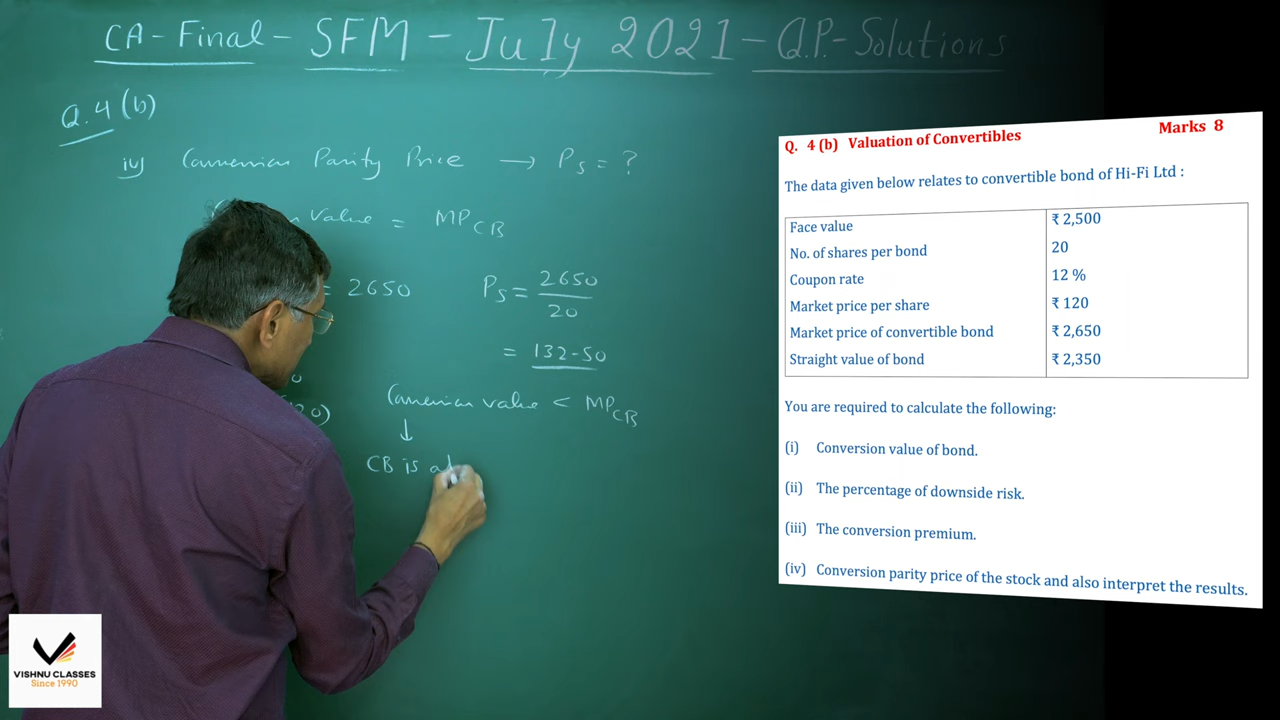 CA-Final - SFM - July 2021 - Q.P.-Solutions
Q.4 (b)
iv) Conversion Parity Price → PS = ?
Value = MPCB
= 2650
PS = 2650
20
= 132-50
20)
Conversion value < MPCB
↓
CB is
VISHNU CLASSES
Since 1990
Q. 4 (b) Valuation of Convertibles Marks 8
The data given below relates to convertible bond of Hi-Fi Ltd :
Face value ₹ 2,500
No. of shares per bond 20
Coupon rate 12 %
Market price per share ₹ 120
Market price of convertible bond ₹ 2,650
Straight value of bond ₹ 2,350
You are required to calculate the following:
(i) Conversion value of bond.
(ii) The percentage of downside risk.
(iii) The conversion premium.
(iv) Conversion parity price of the stock and also interpret the results.